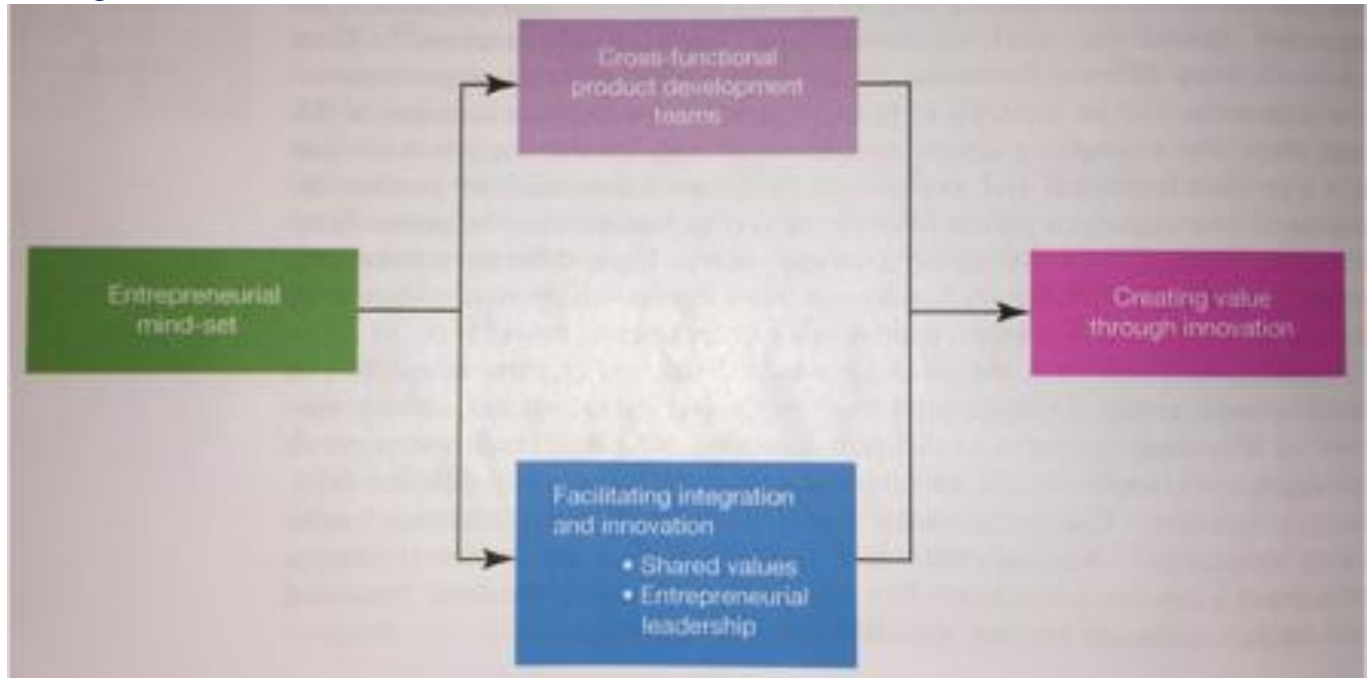 Cross-functional
product development
teams
Entrepreneurial
mind-set
Creating value
through innovation
Facilitating integration
and innovation
• Shared values
• Entrepreneurial
leadership